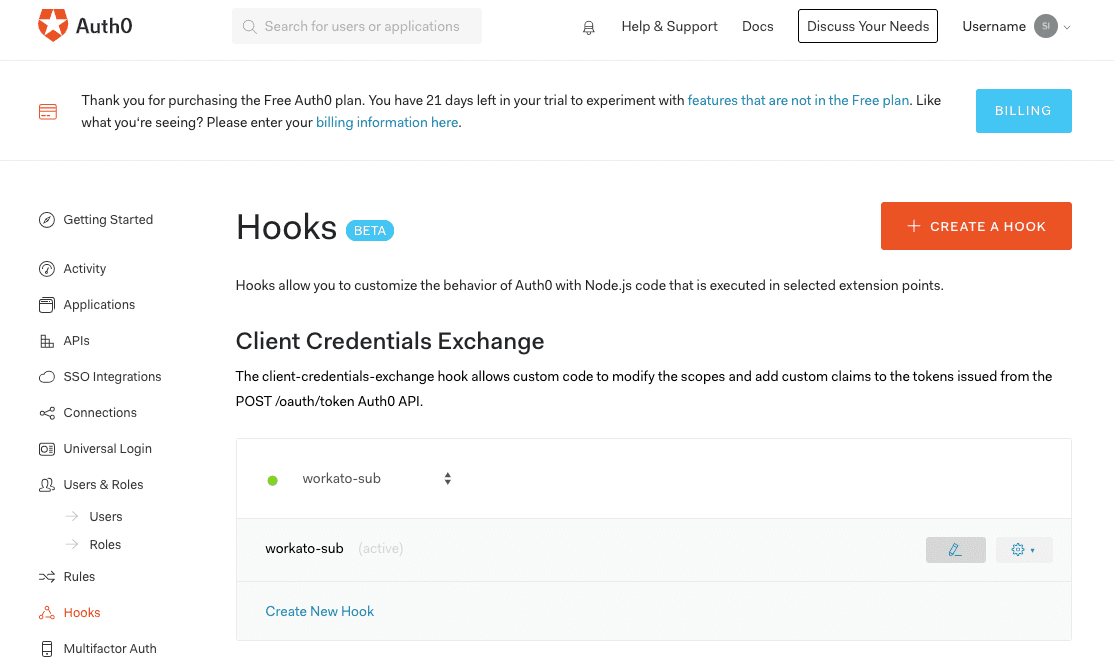 Auth0
Search for users or applications
Help & Support
Docs
Discuss Your Needs
Username
SI
Thank you for purchasing the Free Auth0 plan. You have 21 days left in your trial to experiment with features that are not in the Free plan. Like
what you're seeing? Please enter your billing information here.
BILLING
Getting Started
Activity
Applications
APIs
SSO Integrations
Connections
Universal Login
Users & Roles
Users
Roles
Rules
Hooks
Multifactor Auth
Hooks BETA
CREATE A HOOK
Hooks allow you to customize the behavior of Auth0 with Node.js code that is executed in selected extension points.
Client Credentials Exchange
The client-credentials-exchange hook allows custom code to modify the scopes and add custom claims to the tokens issued from the
POST /oauth/token Auth0 API.
workato-sub
workato-sub (active)
Create New Hook